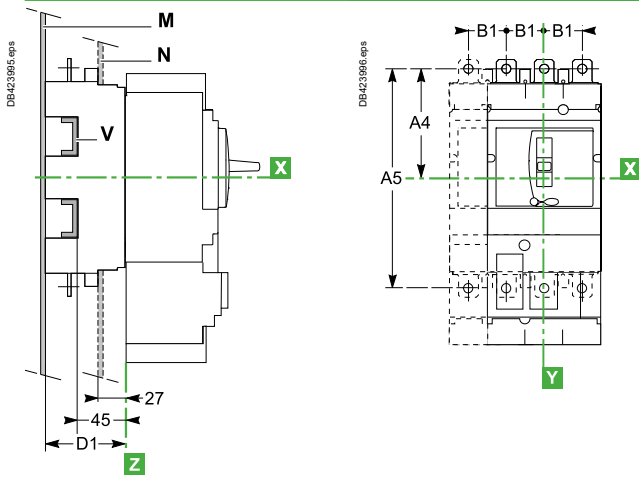 M
N
DB423995.eps
V
X
27
45
D1
Z
B1 B1 B1
DB423996.eps
A4
A5
X
Y